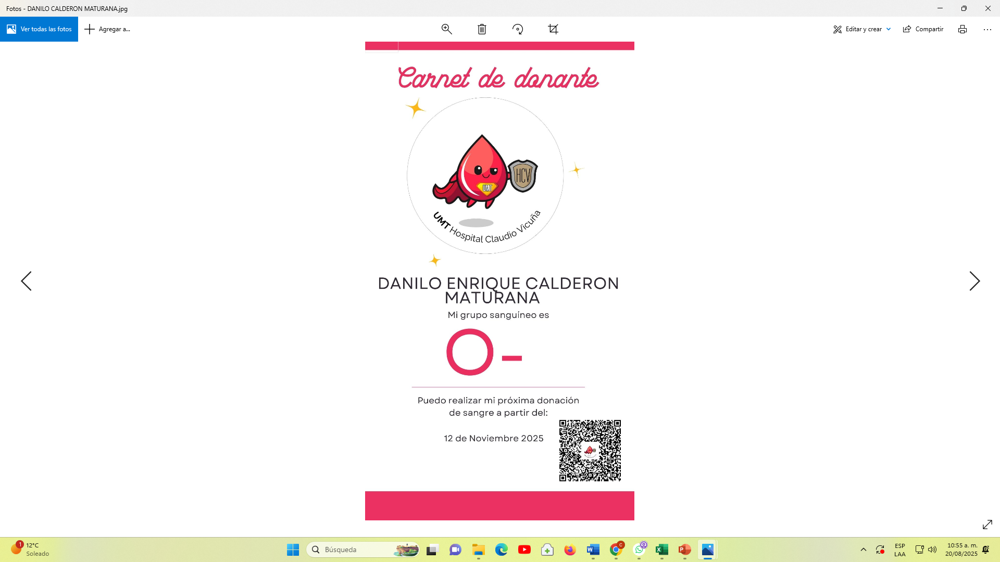 Fotos - DANILO CALDERON MATURANA.jpg
Ver todas las fotos
Agregar a...
Editar y crear
Compartir
Carnet de donante
HCV
UMT
UMT Hospital Claudio Vicuña
DANILO ENRIQUE CALDERON
MATURANA
Mi grupo sanguíneo es
O-
Puedo realizar mi próxima donación
de sangre a partir del:
12 de Noviembre 2025
1
12°C
Soleado
Búsqueda
W
C
X
P
ESP
LAA
10:55 a. m.
20/08/2025